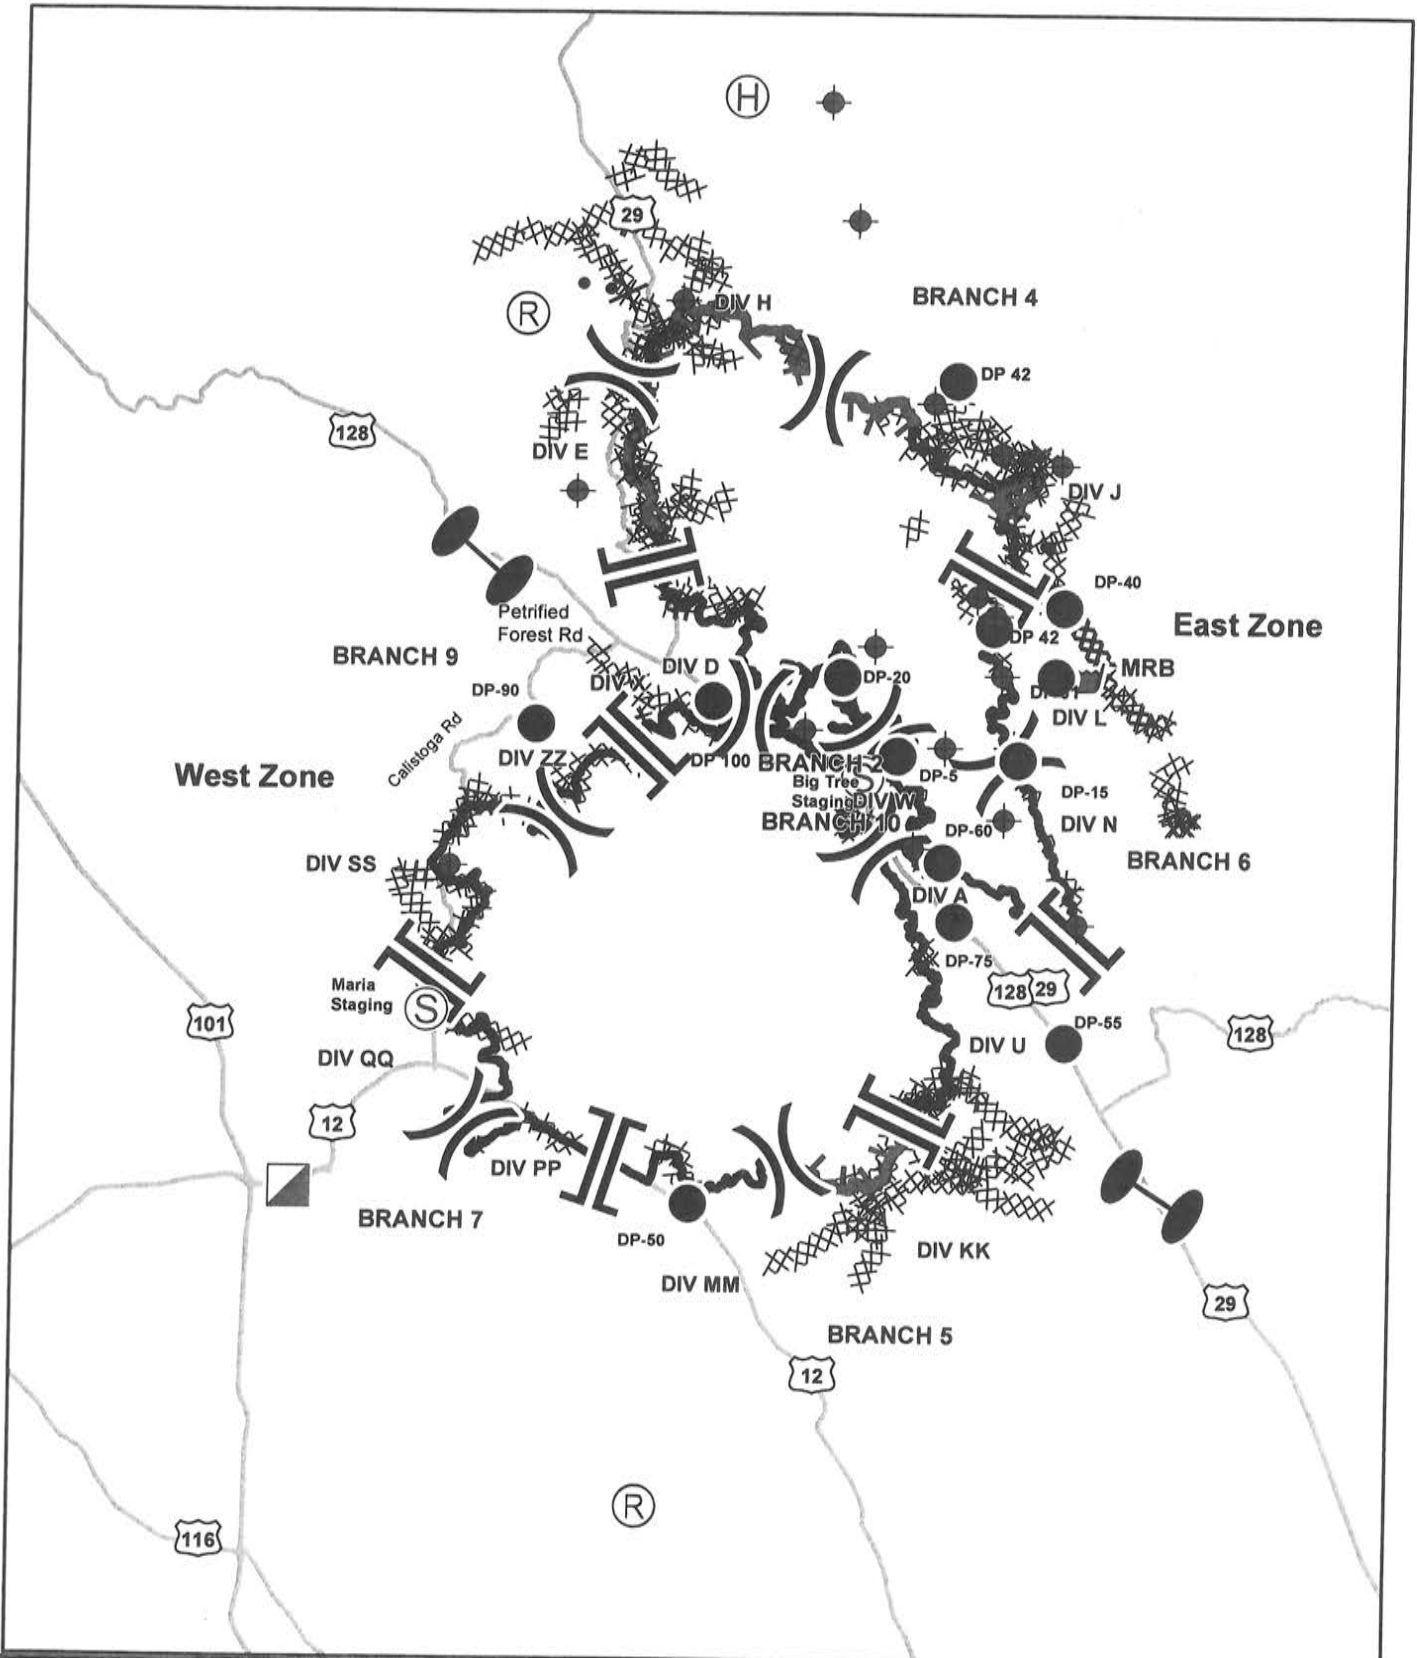 H
29
R
DIV H
BRANCH 4
DP 42
128
DIV E
DIV J
DP-40
Petrified
Forest Rd
East Zone
DP 42
BRANCH 9
DIV D
MRB
DP-90
DP-20
DIV L
Calistoga Rd
DIV ZZ
DP 100
BRANCH 2
DP-5
West Zone
Big Tree
Staging
S
DIV W
DP-15
BRANCH 10
DP-60
DIV N
DIV SS
BRANCH 6
DIV A
DP-75
Maria
Staging
S
128
29
101
DP-55
128
DIV QQ
DIV U
12
DIV PP
BRANCH 7
DP-50
DIV KK
DIV MM
29
BRANCH 5
12
R
116